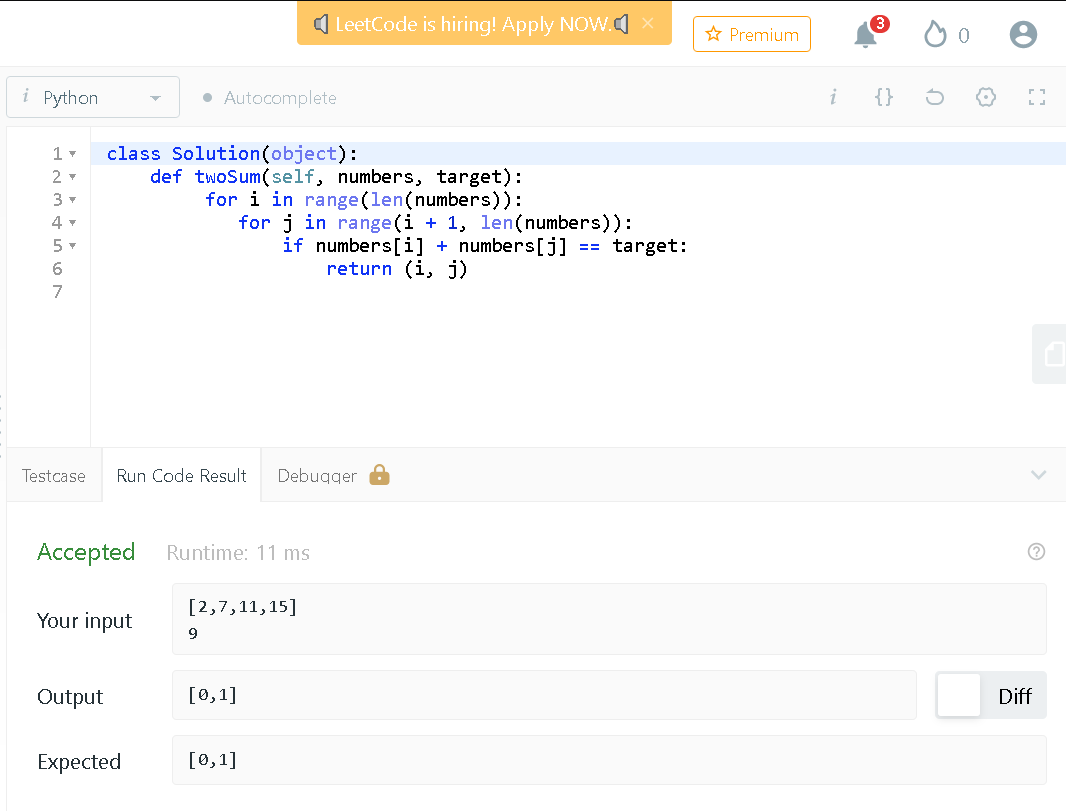 LeetCode is hiring! Apply NOW.
×
Premium
3
0
i Python
Autocomplete
i {}
1 class Solution(object):
2     def twoSum(self, numbers, target):
3          for i in range(len(numbers)):
4             for j in range(i + 1, len(numbers)):
5                 if numbers[i] + numbers[j] == target:
6                     return (i, j)
7
Testcase Run Code Result Debugger
Accepted Runtime: 11 ms
?
Your input
[2,7,11,15]
9
Output [0,1] Diff
Expected [0,1]